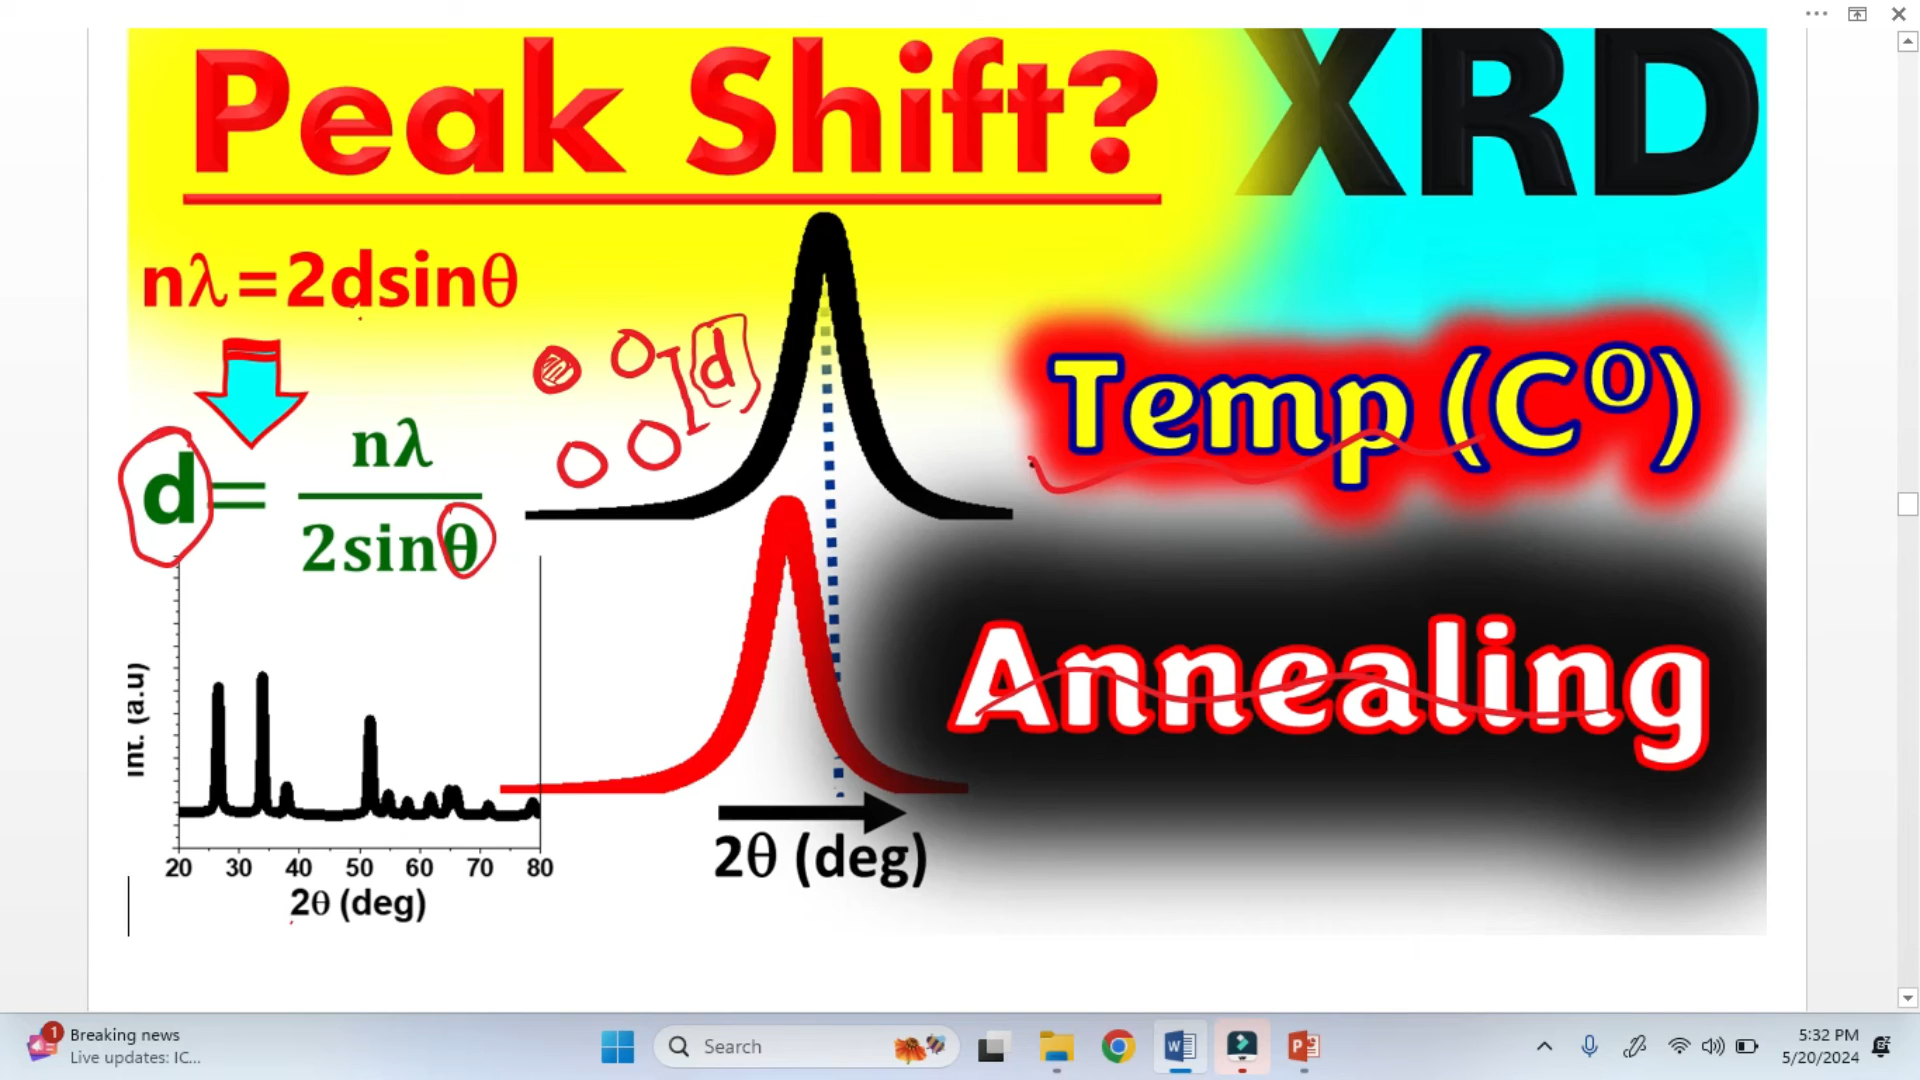 Peak Shift?
XRD
nλ=2dsinθ
d
d= nλ
2sinθ
Temp (C⁰)
Annealing
Int. (a.u)
20 30 40 50 60 70 80
2θ (deg)
2θ (deg)
1
Breaking news
Live updates: IC...
Search
5:32 PM
5/20/2024